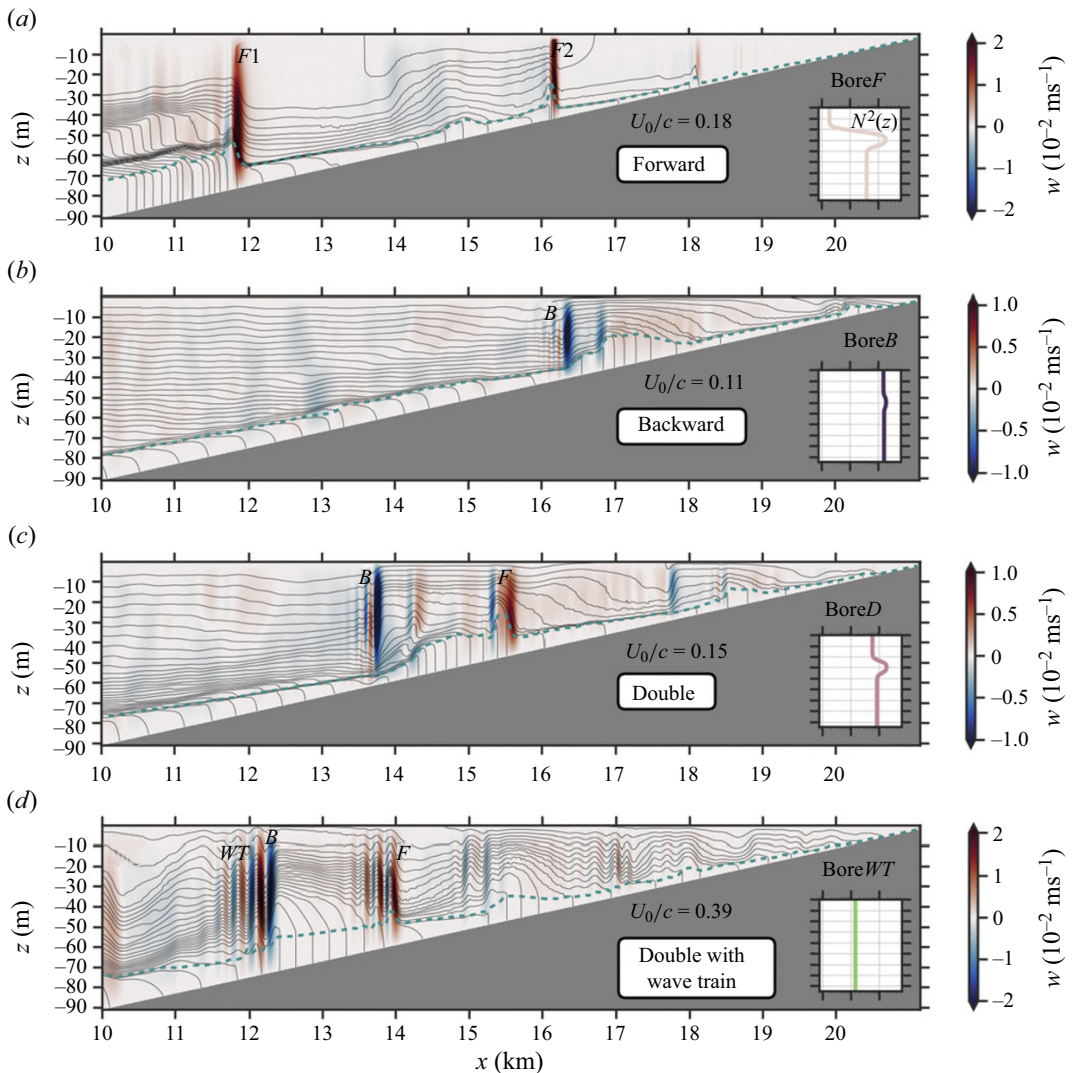 (a)
z (m)
–10
–20
–30
–40
–50
–60
–70
–80
–90
F1
F2
U0/c = 0.18
Forward
BoreF
N²(z)
10 11 12 13 14 15 16 17 18 19 20
2
1
0
–1
–2
w (10⁻² ms⁻¹)
(b)
z (m)
–10
–20
–30
–40
–50
–60
–70
–80
–90
B
U0/c = 0.11
Backward
BoreB
10 11 12 13 14 15 16 17 18 19 20
1.0
0.5
0
–0.5
–1.0
w (10⁻² ms⁻¹)
(c)
z (m)
–10
–20
–30
–40
–50
–60
–70
–80
–90
B
F
U0/c = 0.15
Double
BoreD
10 11 12 13 14 15 16 17 18 19 20
1.0
0.5
0
–0.5
–1.0
w (10⁻² ms⁻¹)
(d)
z (m)
–10
–20
–30
–40
–50
–60
–70
–80
–90
WT
B
F
U0/c = 0.39
Double with
wave train
BoreWT
10 11 12 13 14 15 16 17 18 19 20
x (km)
2
1
0
–1
–2
w (10⁻² ms⁻¹)